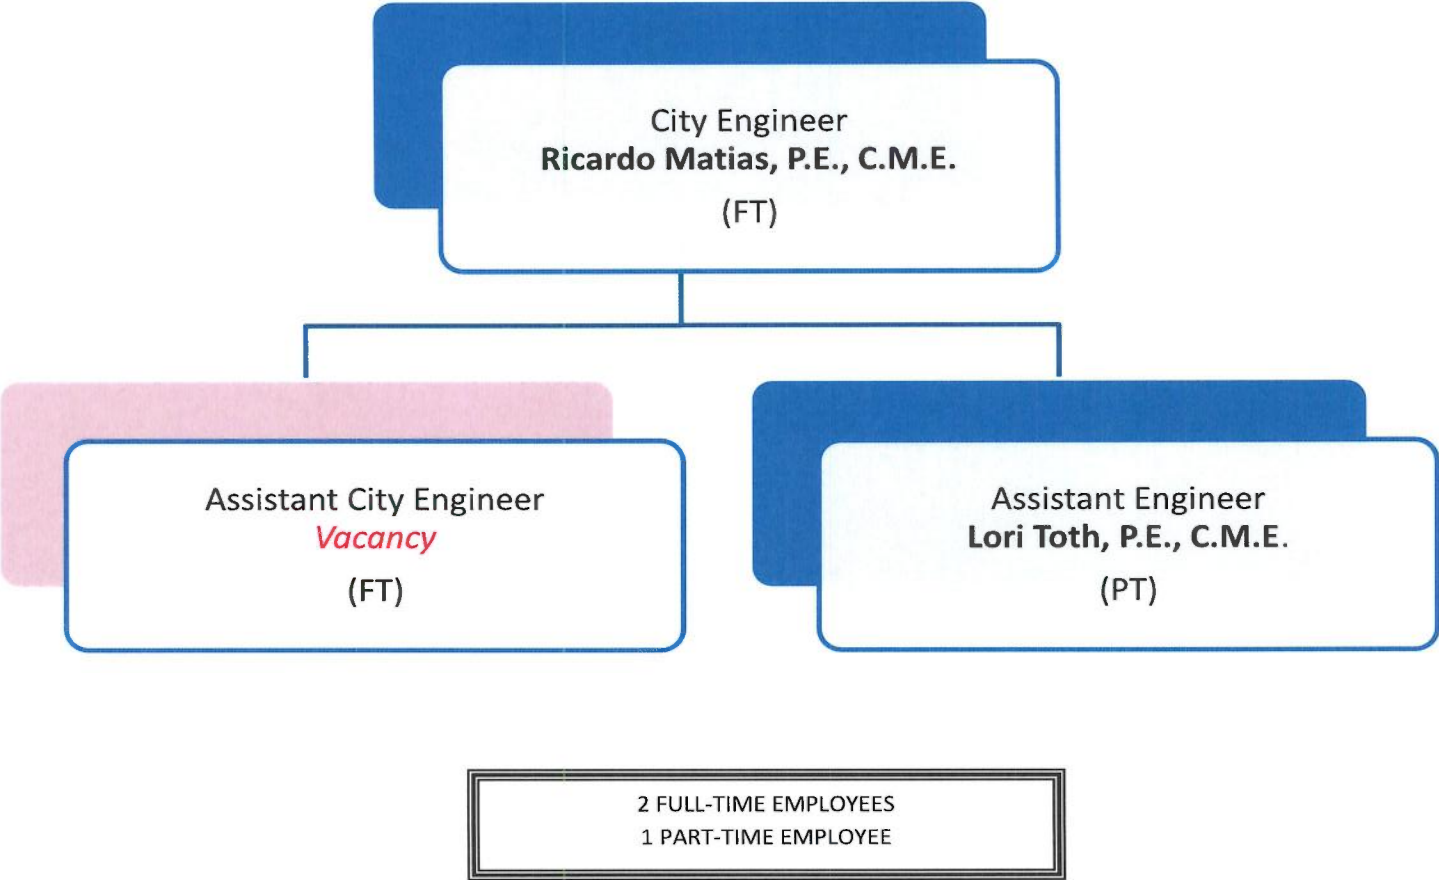 City Engineer
Ricardo Matias, P.E., C.M.E.
(FT)
Assistant City Engineer
Vacancy
(FT)
Assistant Engineer
Lori Toth, P.E., C.M.E.
(PT)
2 FULL-TIME EMPLOYEES
1 PART-TIME EMPLOYEE